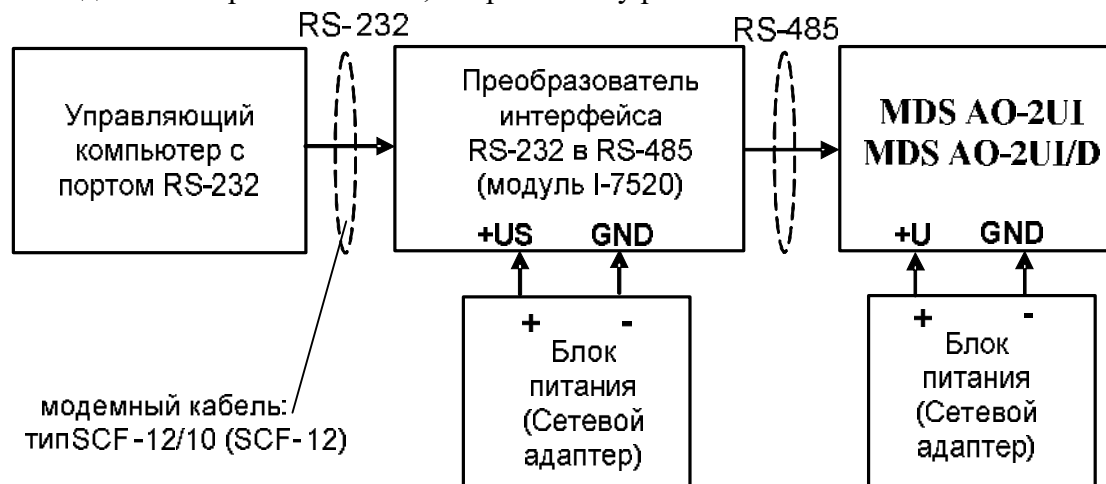 RS-232
RS-485
Управляющий
компьютер с
портом RS-232
Преобразователь
интерфейса
RS-232 в RS-485
(модуль I-7520)
+US GND
MDS AO-2UI
MDS AO-2UI/D
+U GND
+ -
Блок
питания
(Сетевой
адаптер)
+ -
Блок
питания
(Сетевой
адаптер)
модемный кабель:
типSCF-12/10 (SCF-12)